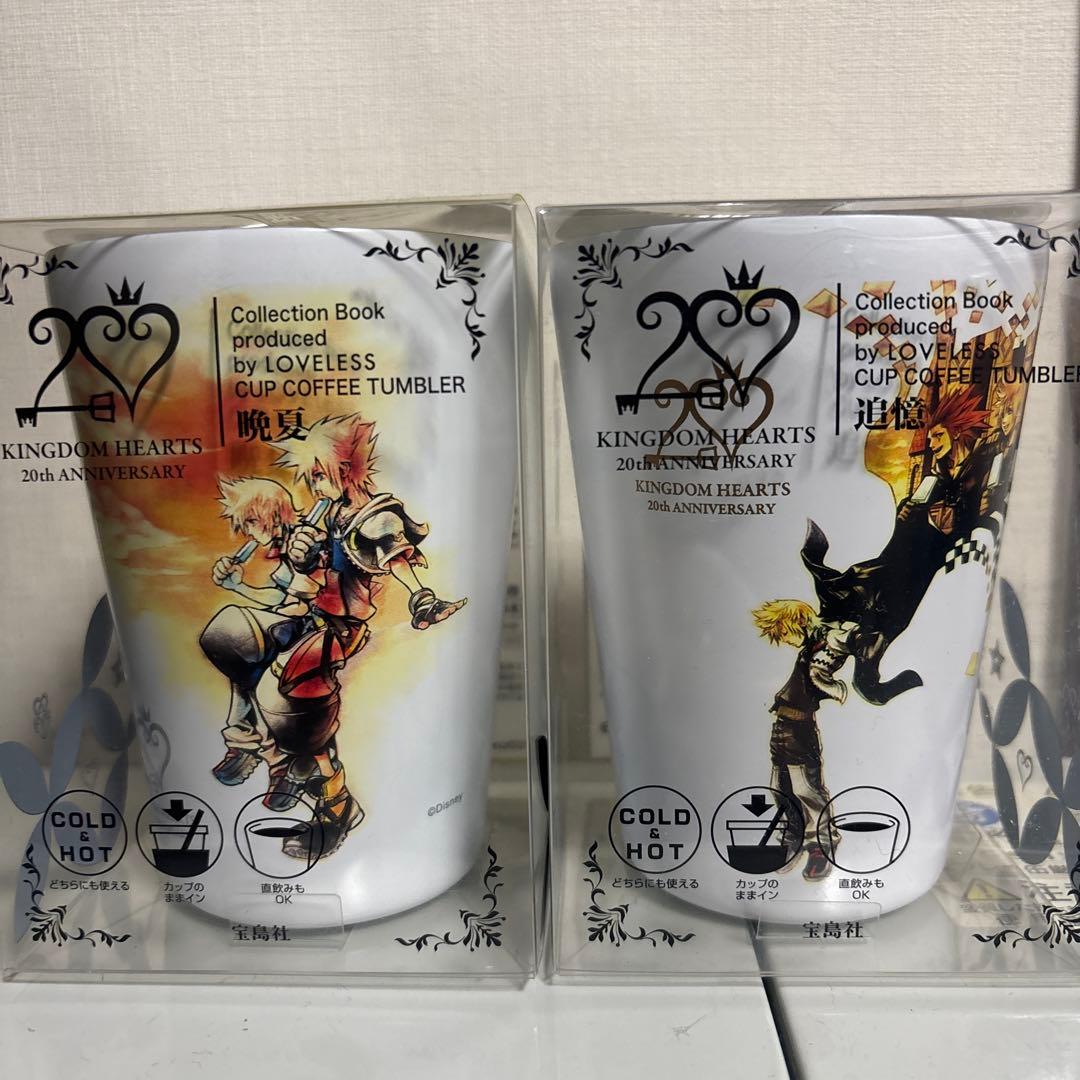 20
KINGDOM HEARTS
20th ANNIVERSARY
Collection Book
produced
by LOVELESS
CUP COFFEE TUMBLER
晩夏
©Disney
COLD
&
HOT
どちらにも使える
カップの
ままイン
直飲みも
OK
宝島社
20
KINGDOM HEARTS
20th ANNIVERSARY
Collection Book
produced
by LOVELESS
CUP COFFEE TUMBLER
追憶
20
KINGDOM HEARTS
20th ANNIVERSARY
COLD
&
HOT
どちらにも使える
カップの
ままイン
直飲みも
OK
宝島社